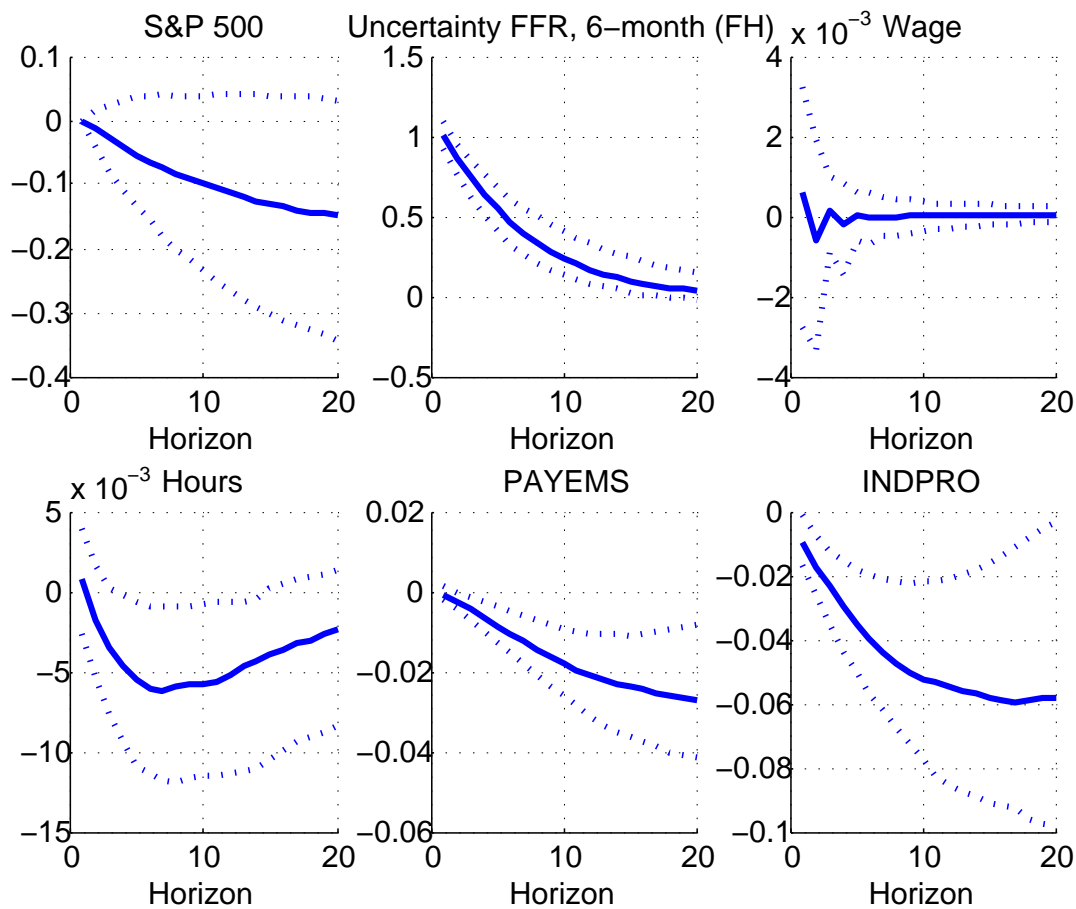 S&P 500
Uncertainty FFR, 6−month (FH)
x 10−3 Wage
0.1
0
−0.1
−0.2
−0.3
−0.4
0 10 20
Horizon
1.5
1
0.5
0
−0.5
0 10 20
Horizon
4
2
0
−2
−4
0 10 20
Horizon
x 10−3 Hours
PAYEMS
INDPRO
5
0
−5
−10
−15
0 10 20
Horizon
0.02
0
−0.02
−0.04
−0.06
0 10 20
Horizon
0
−0.02
−0.04
−0.06
−0.08
−0.1
0 10 20
Horizon